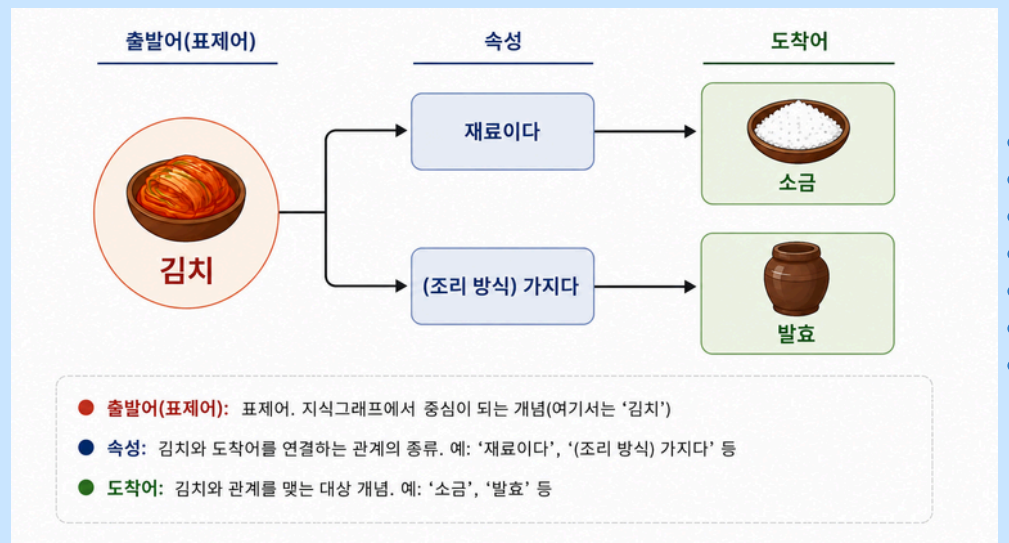 출발어(표제어)
속성
도착어
김치
재료이다
소금
(조리 방식) 가지다
발효
출발어(표제어): 표제어. 지식그래프에서 중심이 되는 개념(여기서는 ‘김치’)
속성: 김치와 도착어를 연결하는 관계의 종류. 예: ‘재료이다’, ‘(조리 방식) 가지다’ 등
도착어: 김치와 관계를 맺는 대상 개념. 예: ‘소금’, ‘발효’ 등